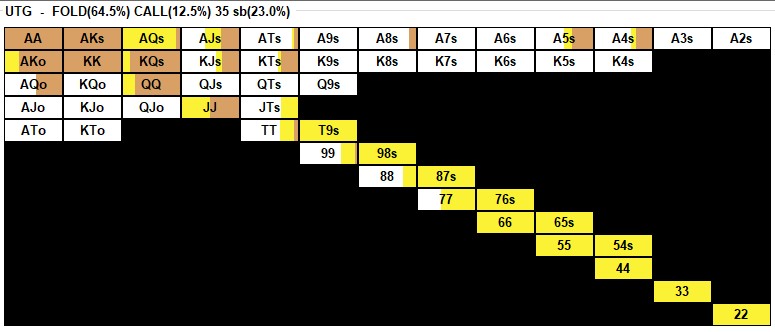 UTG - FOLD(64.5%) CALL(12.5%) 35 sb(23.0%)
AA AKs AQs AJs ATs A9s A8s A7s A6s A5s A4s A3s A2s
AKo KK KQs KJs KTs K9s K8s K7s K6s K5s K4s
AQo KQo QQ QJs QTs Q9s
AJo KJo QJo JJ JTs
ATo KTo TT T9s
99 98s
88 87s
77 76s
66 65s
55 54s
44
33
22